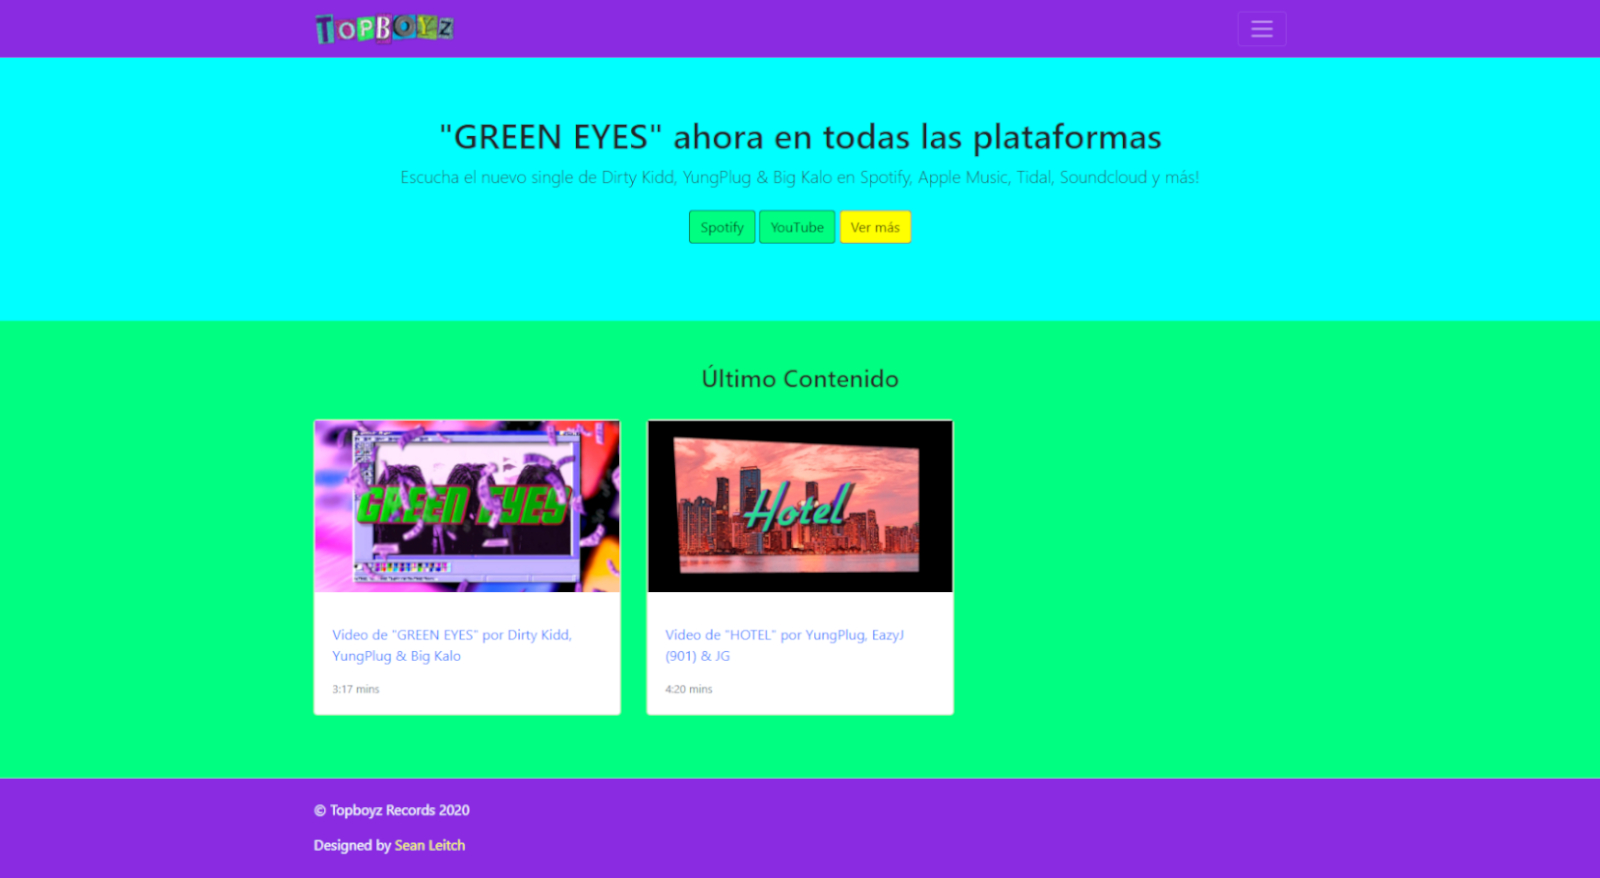 TOPBOYZ
"GREEN EYES" ahora en todas las plataformas
Escucha el nuevo single de Dirty Kidd, YungPlug & Big Kalo en Spotify, Apple Music, Tidal, Soundcloud y más!
Spotify YouTube Ver más
Último Contenido
GREEN EYES
Hotel
Video de "GREEN EYES" por Dirty Kidd,
YungPlug & Big Kalo
3:17 mins
Video de "HOTEL" por YungPlug, EazyJ
(901) & JG
4:20 mins
© Topboyz Records 2020
Designed by Sean Leitch